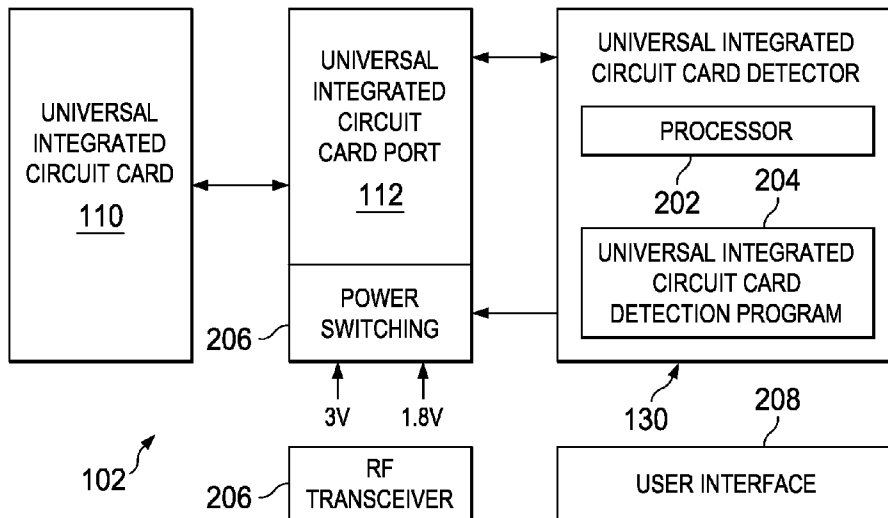 UNIVERSAL
INTEGRATED
CIRCUIT CARD
110
UNIVERSAL
INTEGRATED
CIRCUIT
CARD PORT
112
POWER
SWITCHING
206
3V
1.8V
UNIVERSAL INTEGRATED
CIRCUIT CARD DETECTOR
PROCESSOR
202
204
UNIVERSAL INTEGRATED
CIRCUIT CARD
DETECTION PROGRAM
130
102
206
RF
TRANSCEIVER
208
USER INTERFACE